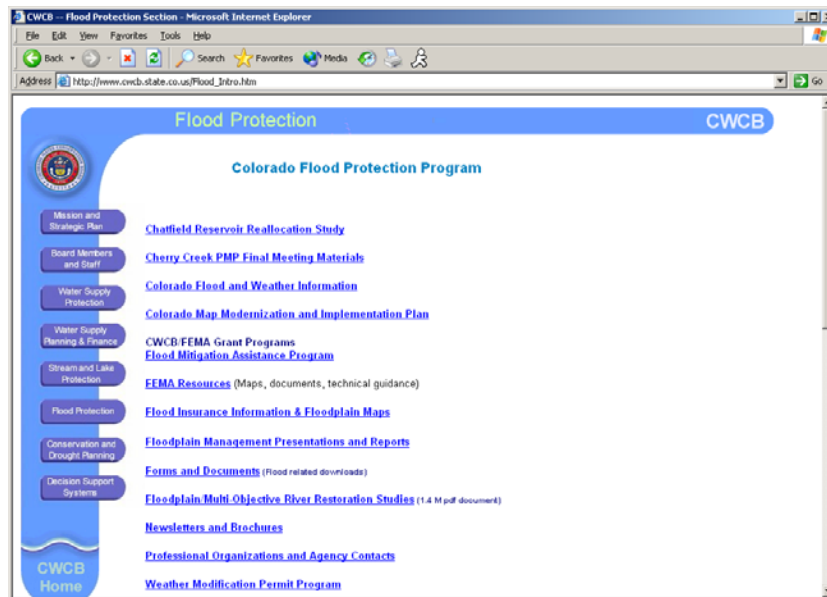 CWCB -- Flood Protection Section - Microsoft Internet Explorer
File Edit View Favorites Tools Help
Back Search Favorites Media
Address http://www.cwcb.state.co.us/Flood_Intro.htm Go
Flood Protection CWCB
Colorado Flood Protection Program
Mission and
Strategic Plan
Board Members
and Staff
Water Supply
Protection
Water Supply
Planning & Finance
Stream and Lake
Protection
Flood Protection
Conservation and
Drought Planning
Decision Support
Systems
CWCB
Home
Chatfield Reservoir Reallocation Study
Cherry Creek PMP Final Meeting Materials
Colorado Flood and Weather Information
Colorado Map Modernization and Implementation Plan
CWCB/FEMA Grant Programs
Flood Mitigation Assistance Program
FEMA Resources (Maps, documents, technical guidance)
Flood Insurance Information & Floodplain Maps
Floodplain Management Presentations and Reports
Forms and Documents (Flood related downloads)
Floodplain/Multi-Objective River Restoration Studies (1.4 M pdf document)
Newsletters and Brochures
Professional Organizations and Agency Contacts
Weather Modification Permit Program